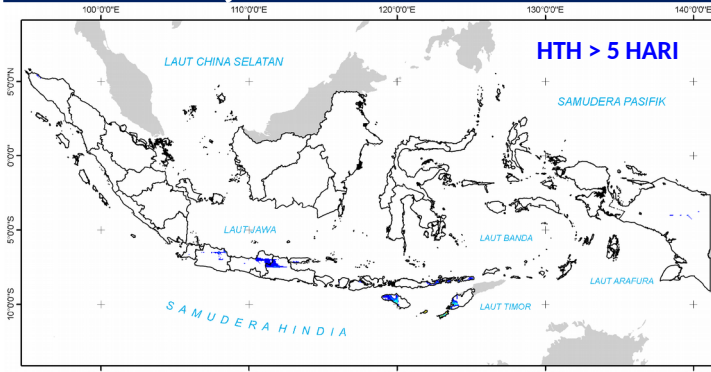 100°0'0"E 110°0'0"E 120°0'0"E 130°0'0"E 140°0'0"E
HTH > 5 HARI
LAUT CHINA SELATAN
5°0'0"N
SAMUDERA PASIFIK
0°0'0"
5°0'0"S
LAUT JAWA
LAUT BANDA
LAUT ARAFURA
10°0'0"S
SAMUDERA HINDIA
LAUT TIMOR